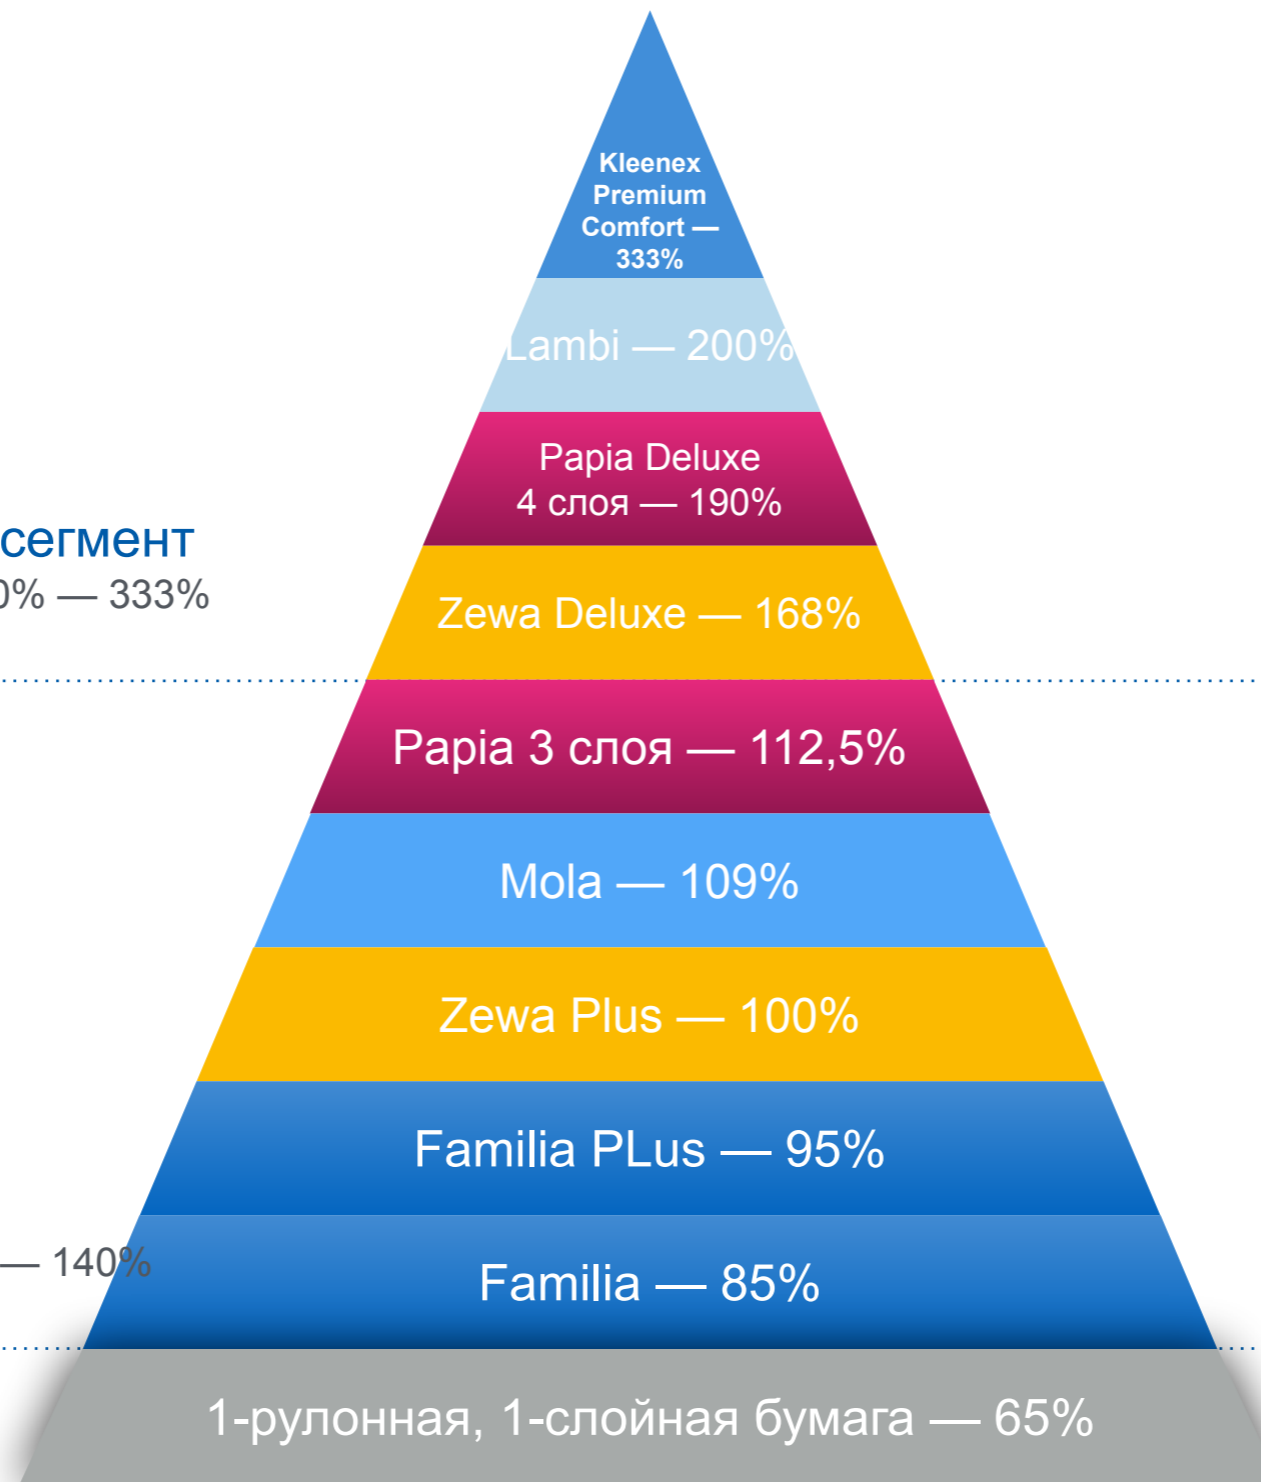 Kleenex
Premium
Comfort —
333%
Lambi — 200%
Papia Deluxe
4 слоя — 190%
сегмент
0% — 333%
Zewa Deluxe — 168%
Papia 3 слоя — 112,5%
Mola — 109%
Zewa Plus — 100%
Familia PLus — 95%
— 140%
Familia — 85%
1-рулонная, 1-слойная бумага — 65%